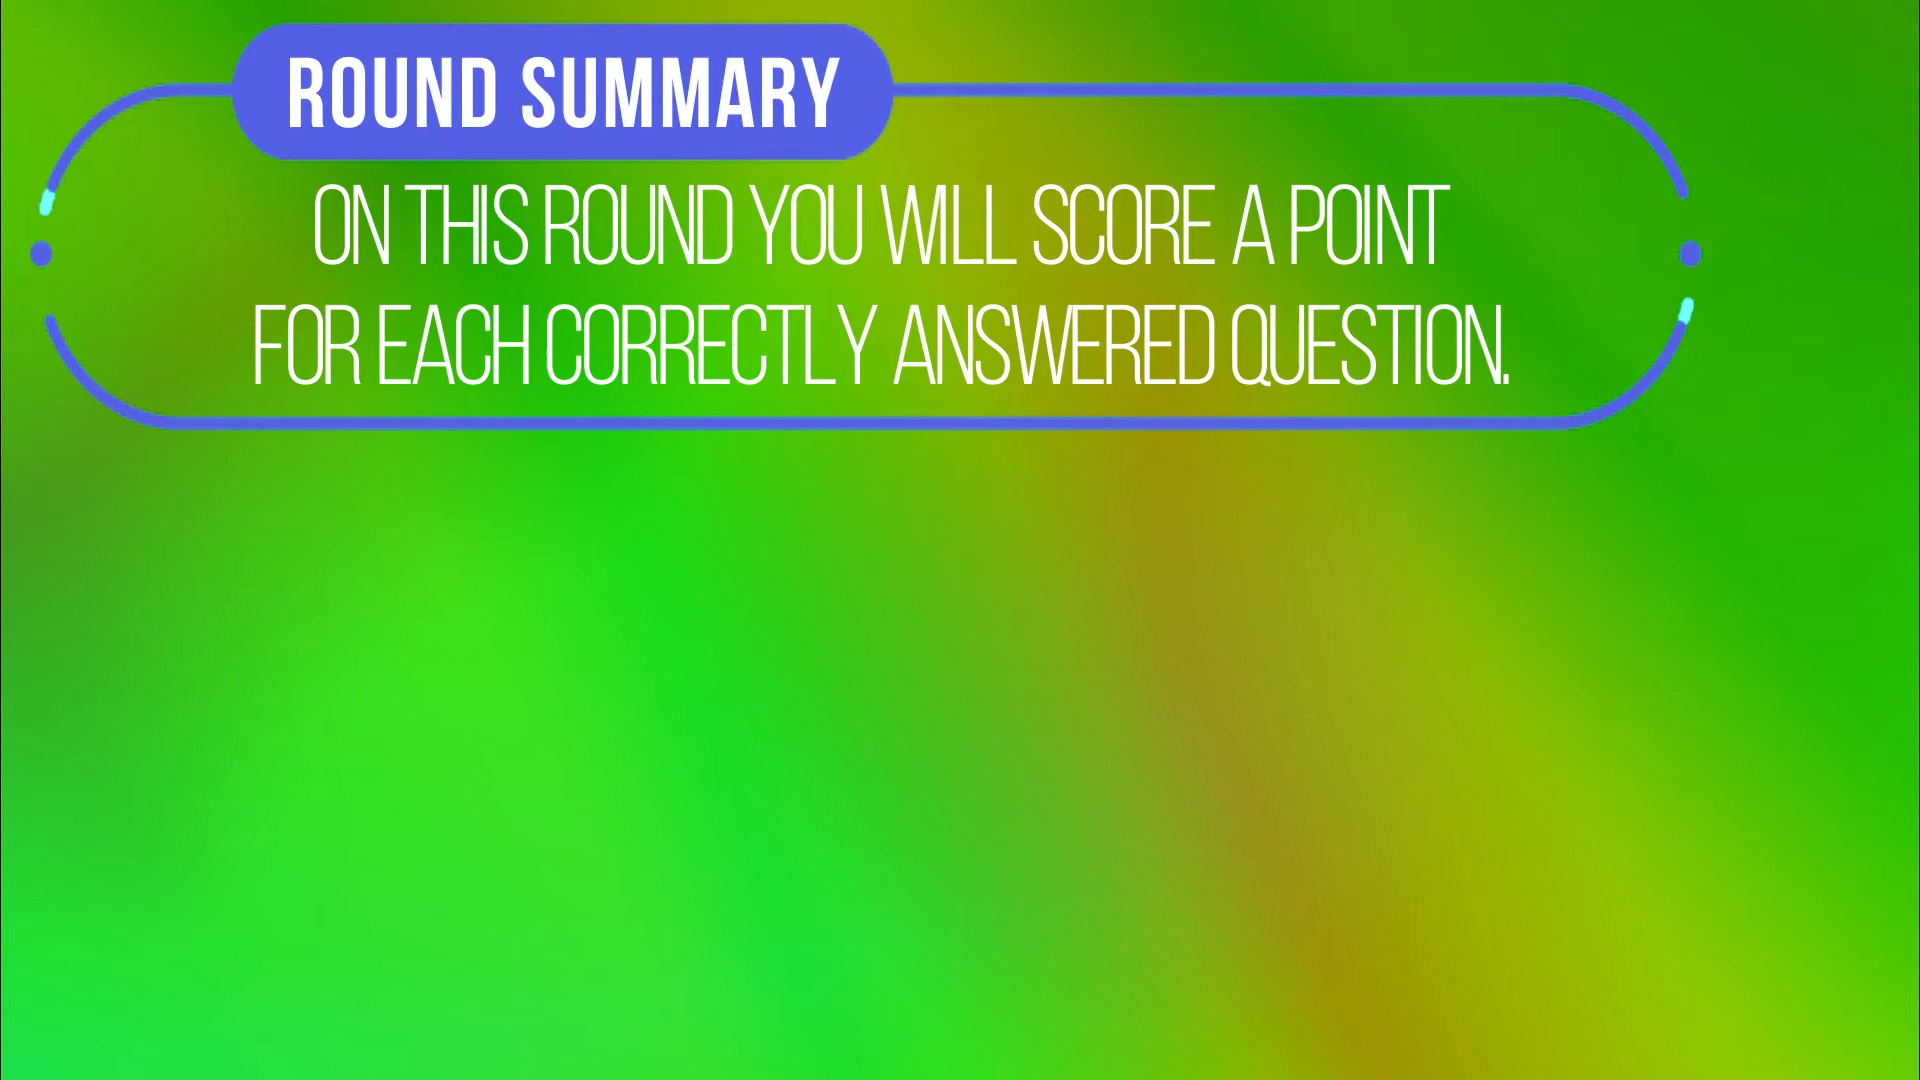 ROUND SUMMARY
ON THIS ROUND YOU WILL SCORE A POINT
FOR EACH CORRECTLY ANSWERED QUESTION.